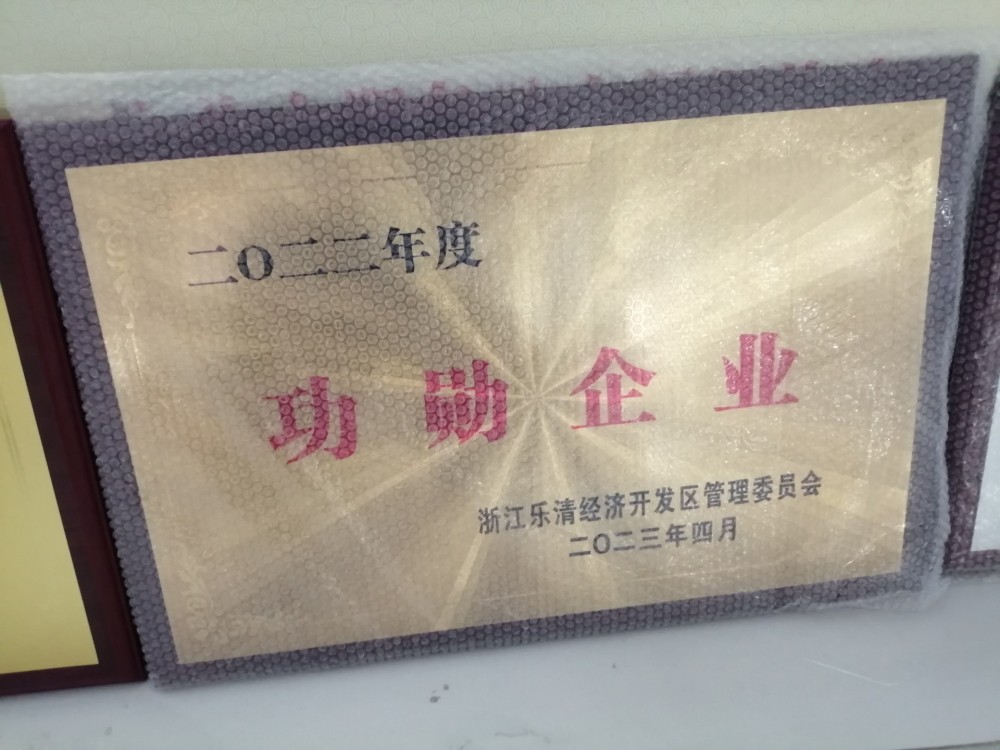 二〇二二年度
功勋企业
浙江乐清经济开发区管理委员会
二〇二三年四月